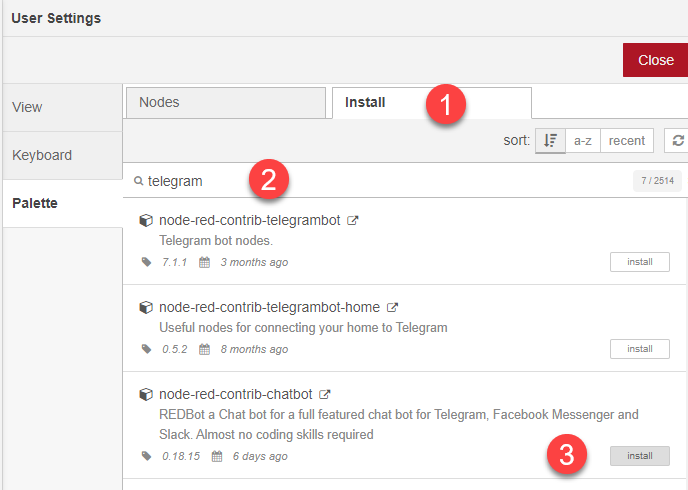 User Settings
Close
View
Keyboard
Palette
Nodes
Install
1
sort:
a-z
recent
telegram
2
7 / 2514
node-red-contrib-telegrambot
Telegram bot nodes.
7.1.1 3 months ago
install
node-red-contrib-telegrambot-home
Useful nodes for connecting your home to Telegram
0.5.2 8 months ago
install
node-red-contrib-chatbot
REDBot a Chat bot for a full featured chat bot for Telegram, Facebook Messenger and
Slack. Almost no coding skills required
0.18.15 6 days ago
3
install